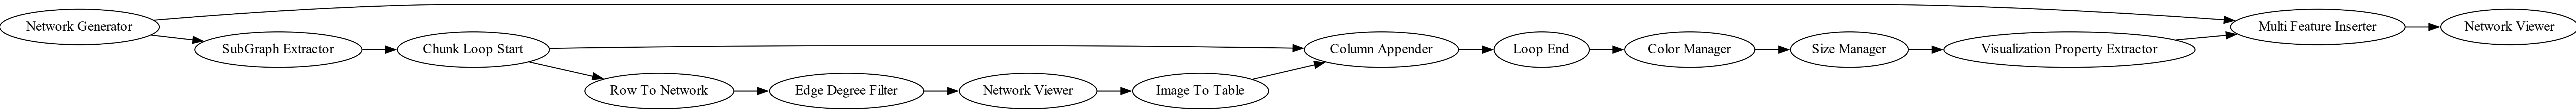 Network Generator
SubGraph Extractor
Chunk Loop Start
Row To Network
Edge Degree Filter
Network Viewer
Image To Table
Column Appender
Loop End
Color Manager
Size Manager
Visualization Property Extractor
Multi Feature Inserter
Network Viewer